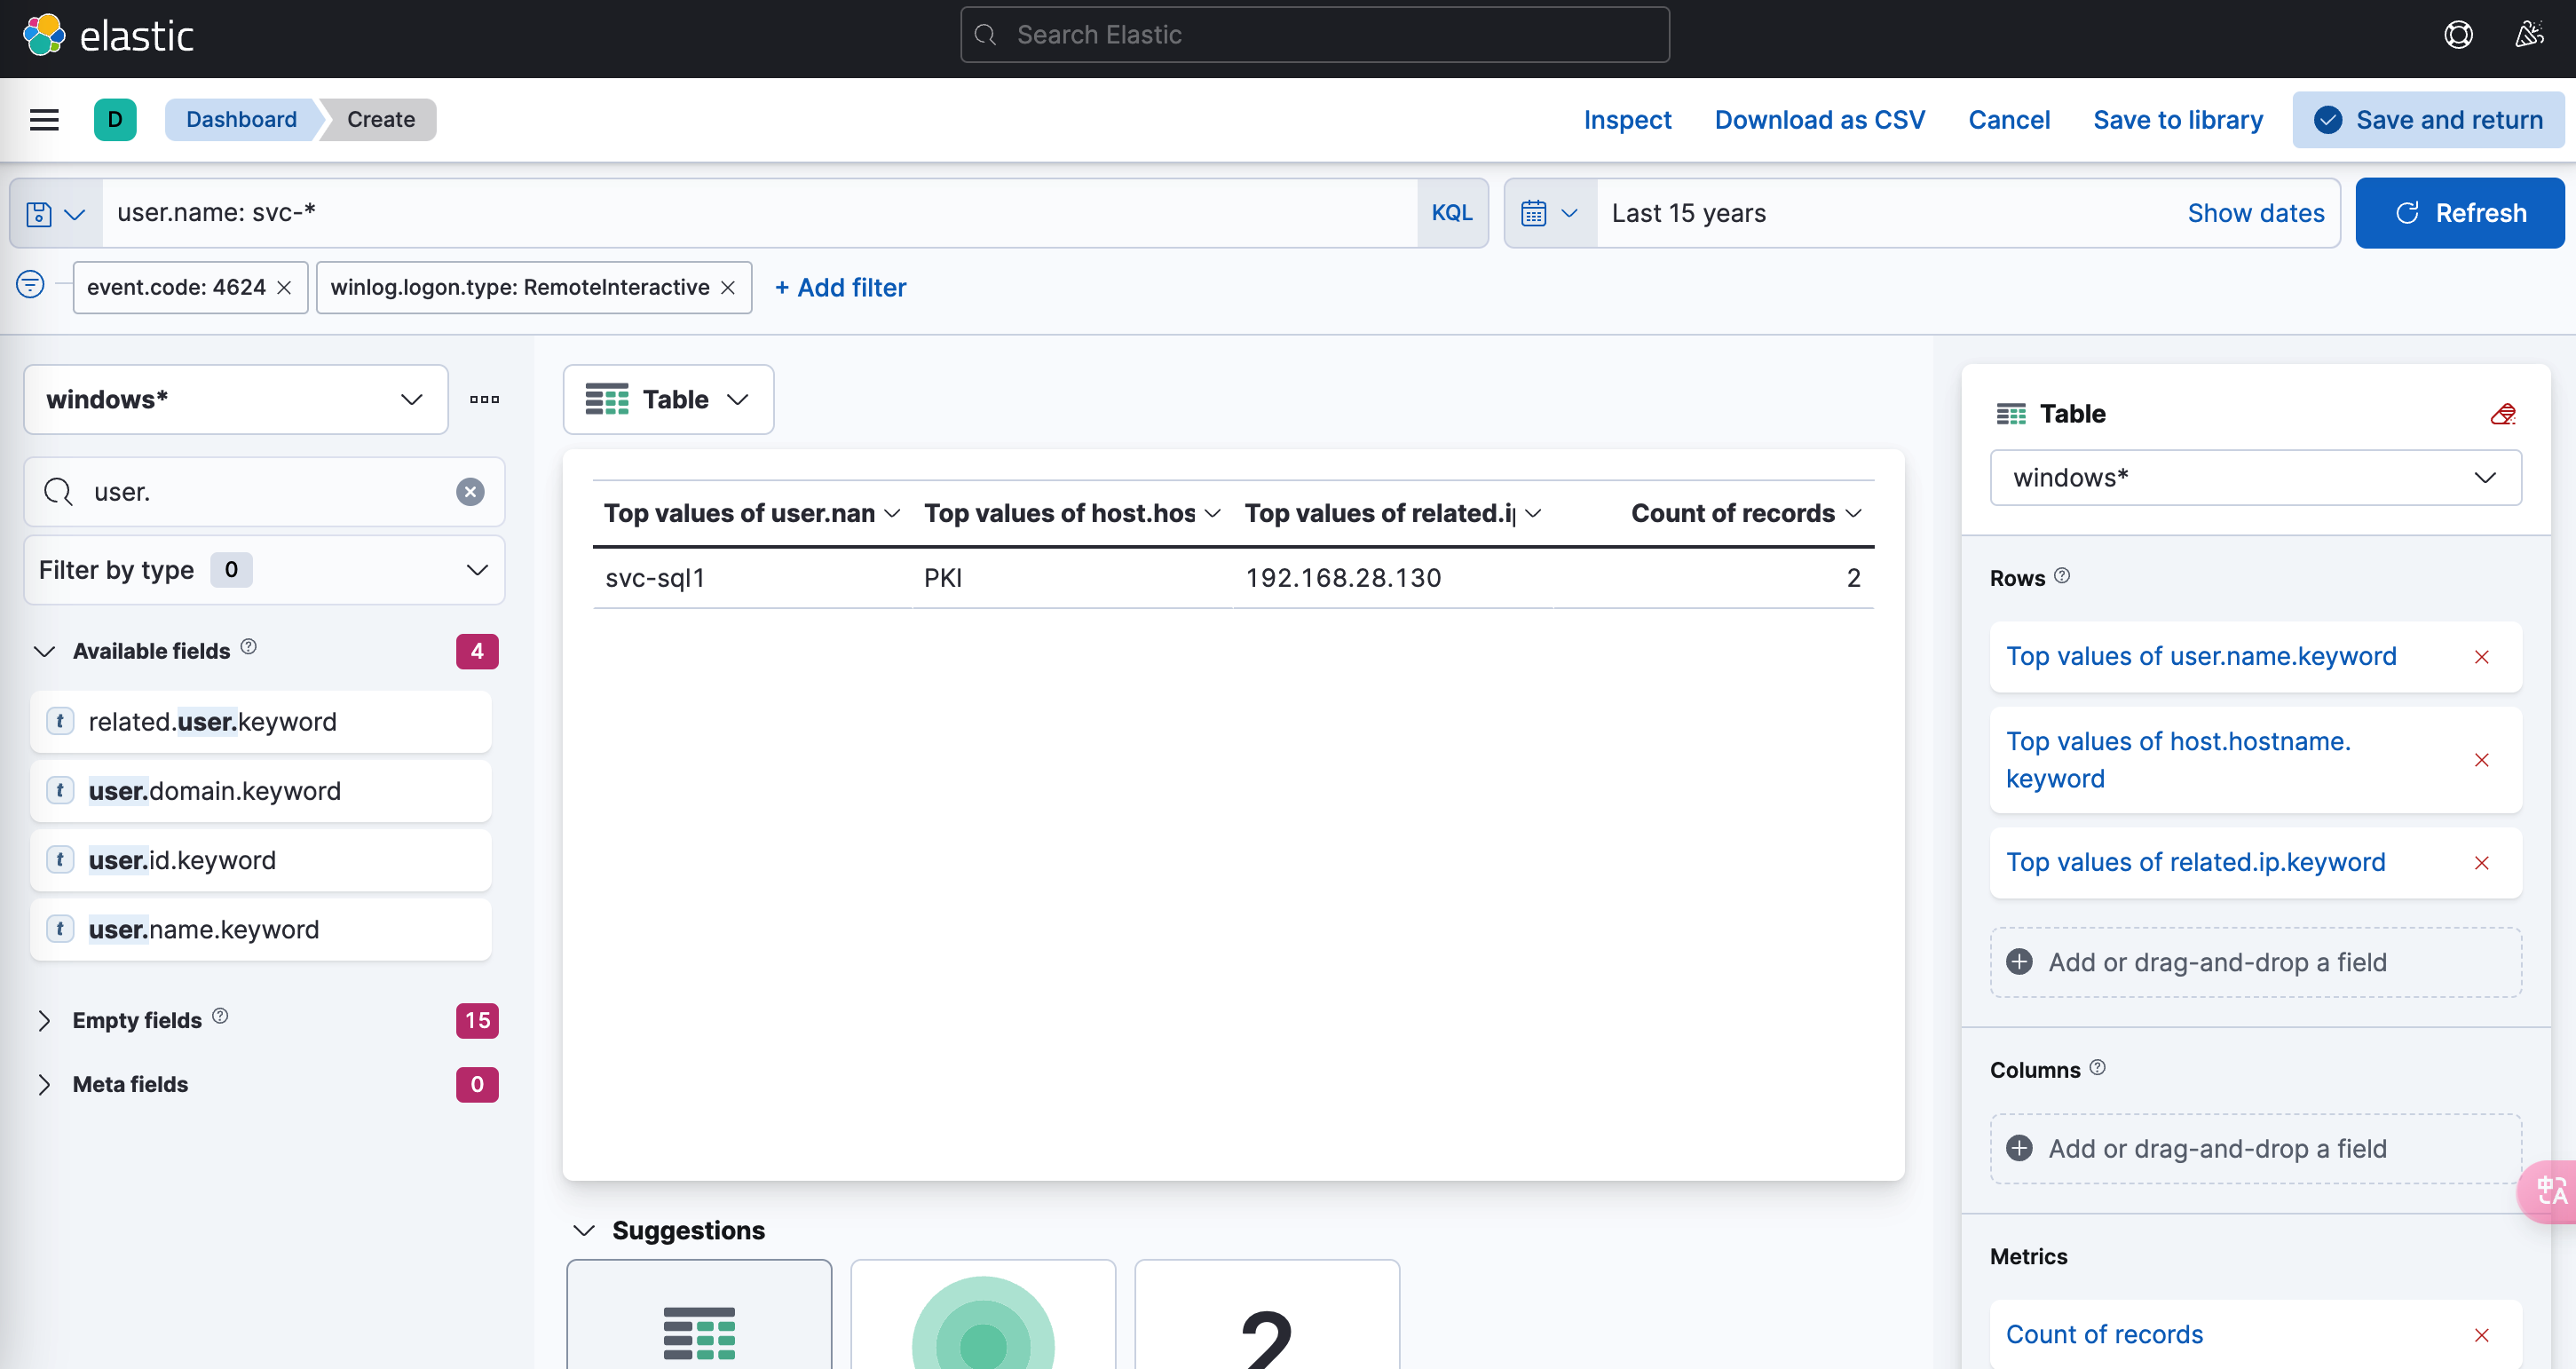 elastic
Search Elastic
D
Dashboard
Create
Inspect
Download as CSV
Cancel
Save to library
Save and return
user.name: svc-*
KQL
Last 15 years
Show dates
Refresh
event.code: 4624
winlog.logon.type: RemoteInteractive
+ Add filter
windows*
user.
Filter by type 0
Available fields
4
t related.user.keyword
t user.domain.keyword
t user.id.keyword
t user.name.keyword
Empty fields
15
Meta fields
0
Table
Top values of user.nan
Top values of host.hos
Top values of related.ip
Count of records
svc-sql1
PKI
192.168.28.130
2
Suggestions
2
Table
windows*
Rows
Top values of user.name.keyword
Top values of host.hostname.
keyword
Top values of related.ip.keyword
Add or drag-and-drop a field
Columns
Add or drag-and-drop a field
中A
Metrics
Count of records